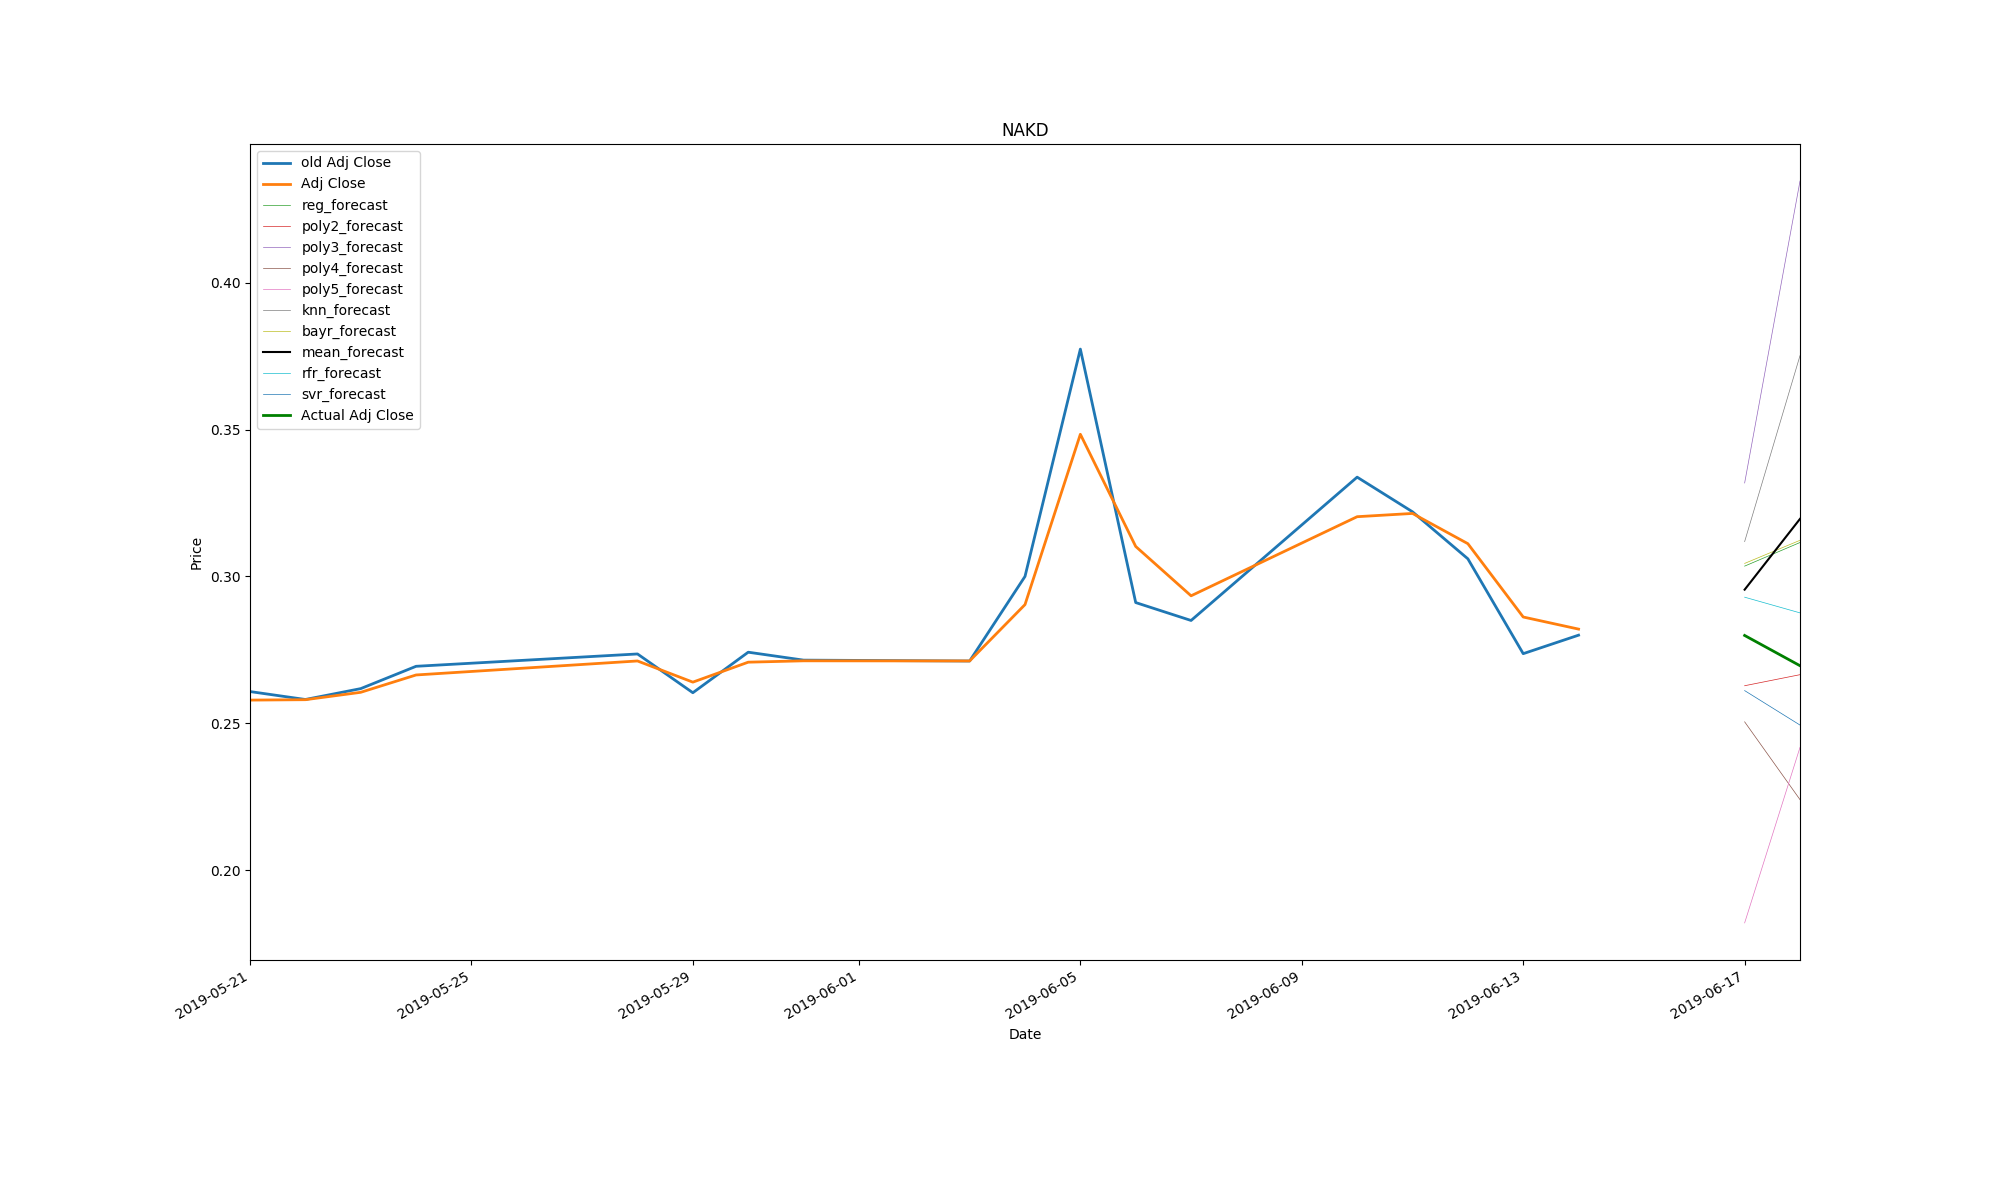 NAKD
old Adj Close
Adj Close
reg_forecast
poly2_forecast
poly3_forecast
poly4_forecast
poly5_forecast
knn_forecast
bayr_forecast
mean_forecast
rfr_forecast
svr_forecast
Actual Adj Close
0.40
0.35
0.30
0.25
0.20
Price
2019-05-21
2019-05-25
2019-05-29
2019-06-01
2019-06-05
2019-06-09
2019-06-13
2019-06-17
Date